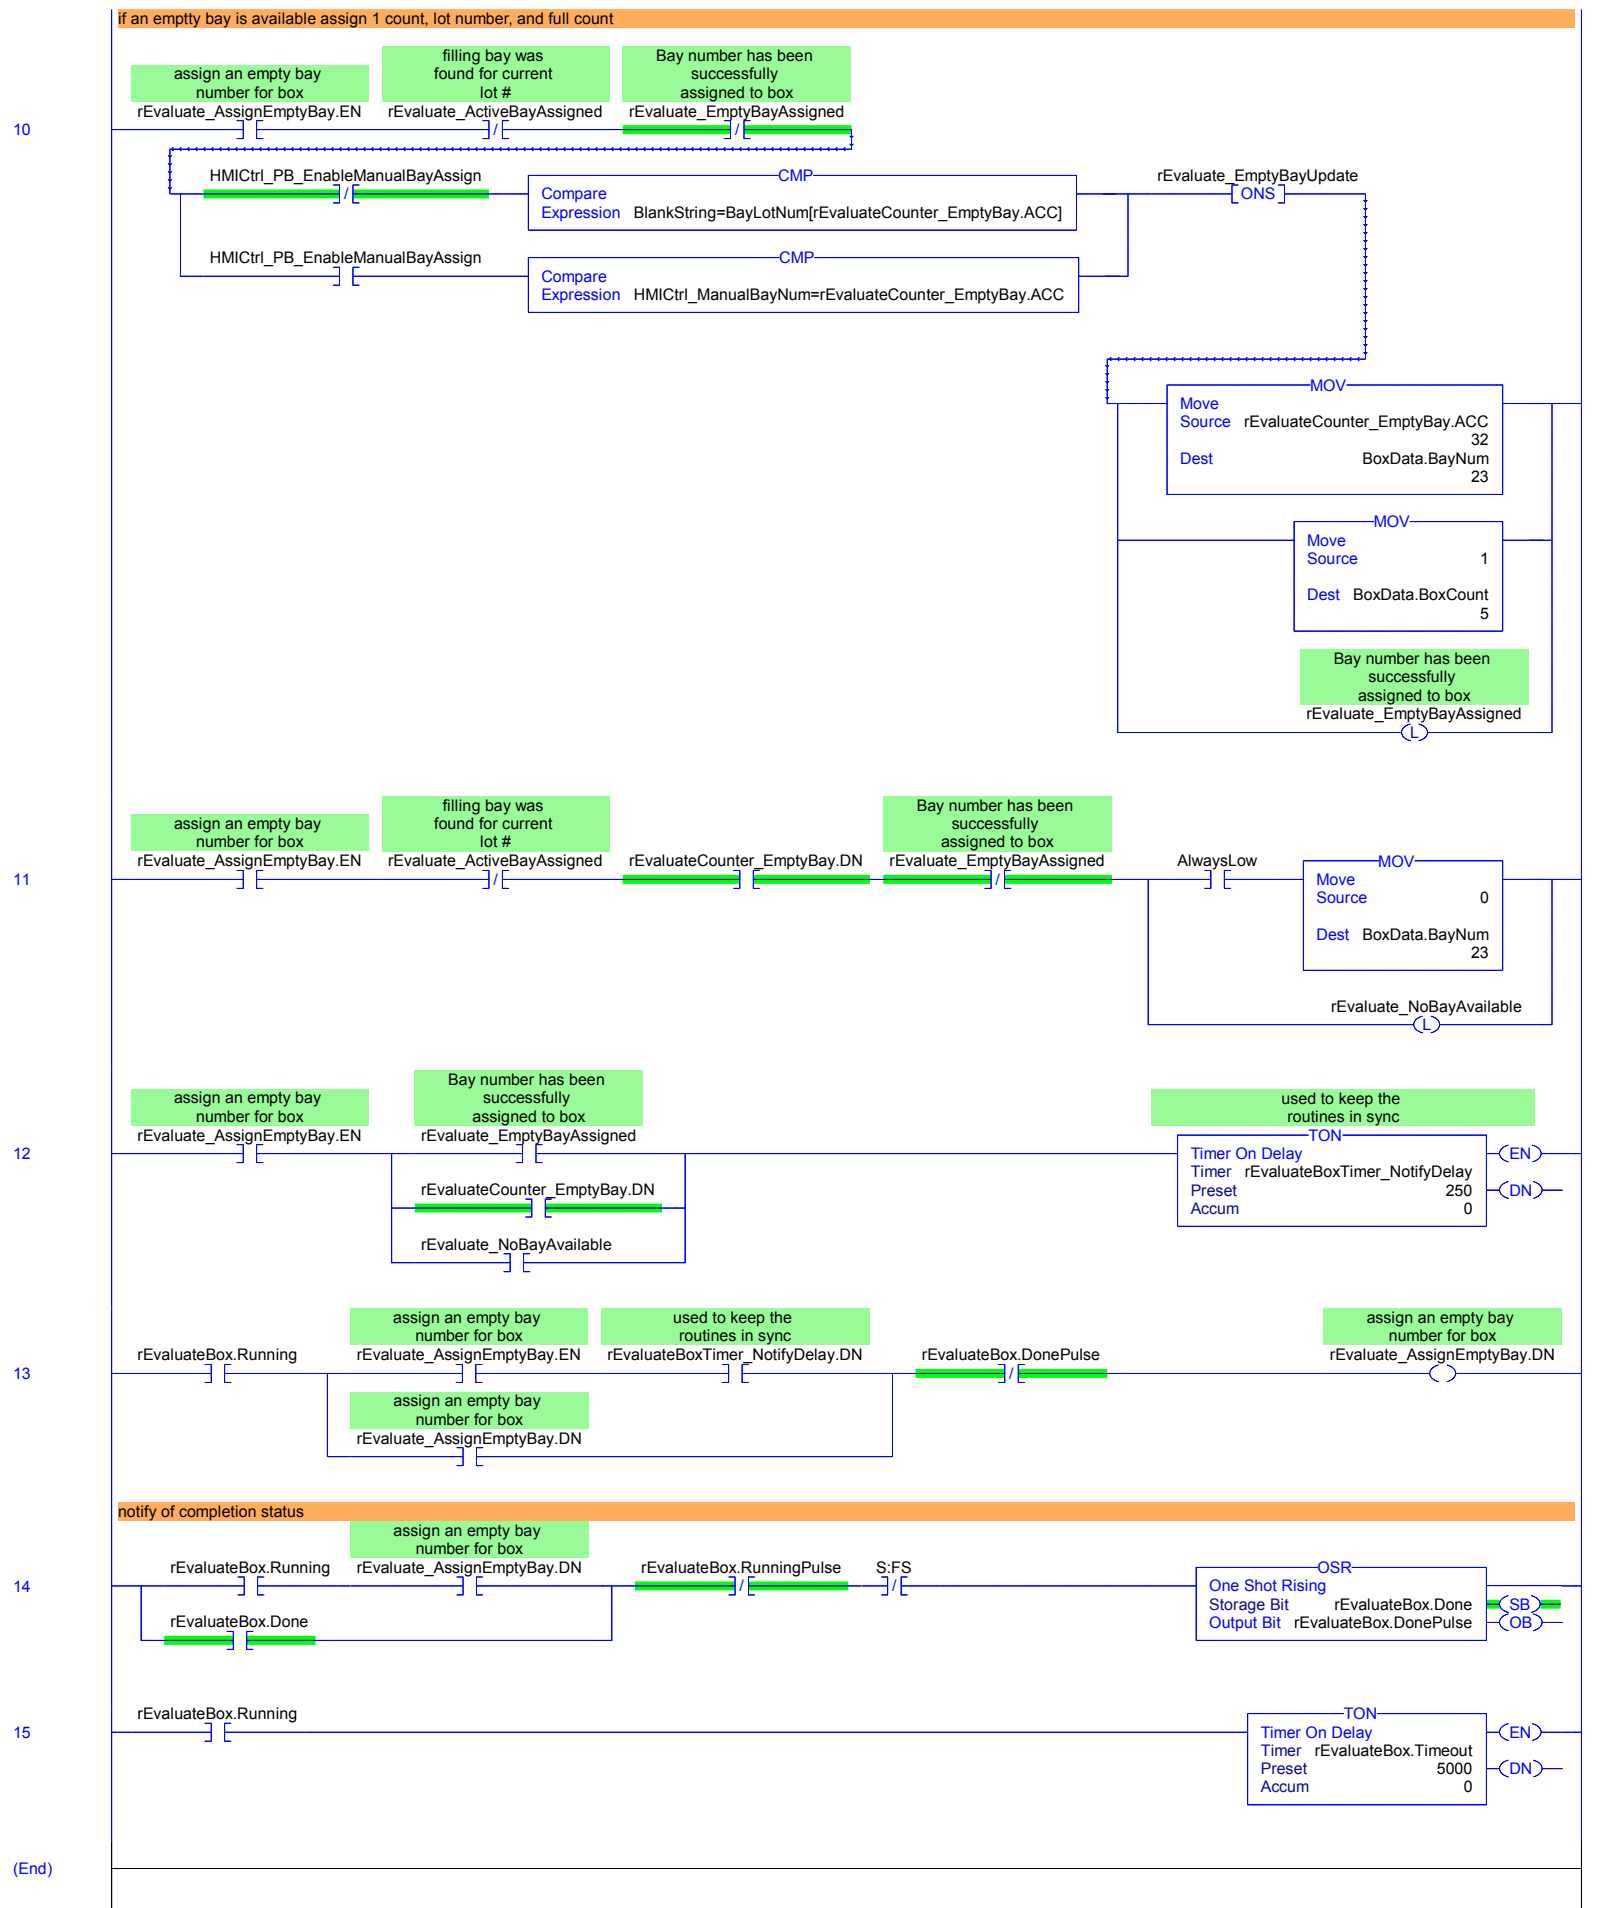 if an emptty bay is available assign 1 count, lot number, and full count
10
assign an empty bay
number for box
rEvaluate_AssignEmptyBay.EN
filling bay was
found for current
lot #
rEvaluate_ActiveBayAssigned
Bay number has been
successfully
assigned to box
rEvaluate_EmptyBayAssigned
/
/
HMICtrl_PB_EnableManualBayAssign
/
CMP
Compare
Expression BlankString=BayLotNum[rEvaluateCounter_EmptyBay.ACC]
rEvaluate_EmptyBayUpdate
ONS
HMICtrl_PB_EnableManualBayAssign
CMP
Compare
Expression HMICtrl_ManualBayNum=rEvaluateCounter_EmptyBay.ACC
MOV
Move
Source rEvaluateCounter_EmptyBay.ACC
32
Dest BoxData.BayNum
23
MOV
Move
Source 1
Dest BoxData.BoxCount
5
Bay number has been
successfully
assigned to box
rEvaluate_EmptyBayAssigned
L
11
assign an empty bay
number for box
rEvaluate_AssignEmptyBay.EN
filling bay was
found for current
lot #
rEvaluate_ActiveBayAssigned
/
rEvaluateCounter_EmptyBay.DN
Bay number has been
successfully
assigned to box
rEvaluate_EmptyBayAssigned
/
AlwaysLow
MOV
Move
Source 0
Dest BoxData.BayNum
23
rEvaluate_NoBayAvailable
L
12
assign an empty bay
number for box
rEvaluate_AssignEmptyBay.EN
Bay number has been
successfully
assigned to box
rEvaluate_EmptyBayAssigned
rEvaluateCounter_EmptyBay.DN
rEvaluate_NoBayAvailable
used to keep the
routines in sync
TON
Timer On Delay
Timer rEvaluateBoxTimer_NotifyDelay
Preset 250
Accum 0
EN
DN
13
rEvaluateBox.Running
assign an empty bay
number for box
rEvaluate_AssignEmptyBay.EN
used to keep the
routines in sync
rEvaluateBoxTimer_NotifyDelay.DN
rEvaluateBox.DonePulse
/
assign an empty bay
number for box
rEvaluate_AssignEmptyBay.DN
assign an empty bay
number for box
rEvaluate_AssignEmptyBay.DN
notify of completion status
14
rEvaluateBox.Running
assign an empty bay
number for box
rEvaluate_AssignEmptyBay.DN
rEvaluateBox.RunningPulse
/
S:FS
/
rEvaluateBox.Done
OSR
One Shot Rising
Storage Bit rEvaluateBox.Done
Output Bit rEvaluateBox.DonePulse
SB
OB
15
rEvaluateBox.Running
TON
Timer On Delay
Timer rEvaluateBox.Timeout
Preset 5000
Accum 0
EN
DN
(End)